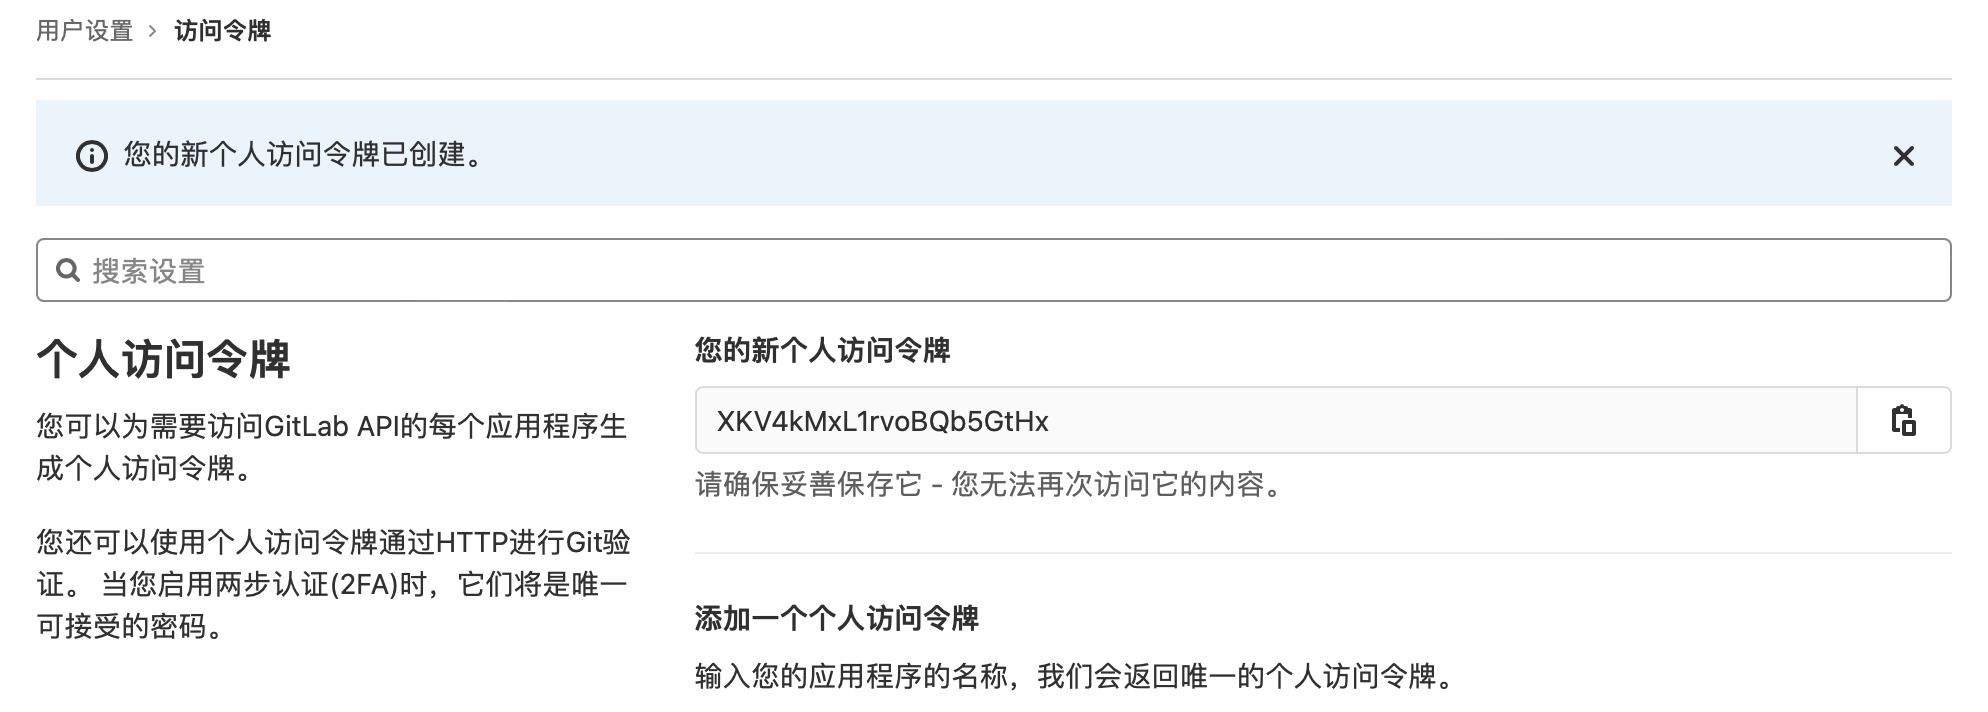 用户设置 > 访问令牌
您的新个人访问令牌已创建。
搜索设置
个人访问令牌
您可以为需要访问GitLab API的每个应用程序生
成个人访问令牌。
您还可以使用个人访问令牌通过HTTP进行Git验
证。 当您启用两步认证(2FA)时，它们将是唯一
可接受的密码。
您的新个人访问令牌
XKV4kMxL1rvoBQb5GtHx
请确保妥善保存它 - 您无法再次访问它的内容。
添加一个个人访问令牌
输入您的应用程序的名称，我们会返回唯一的个人访问令牌。